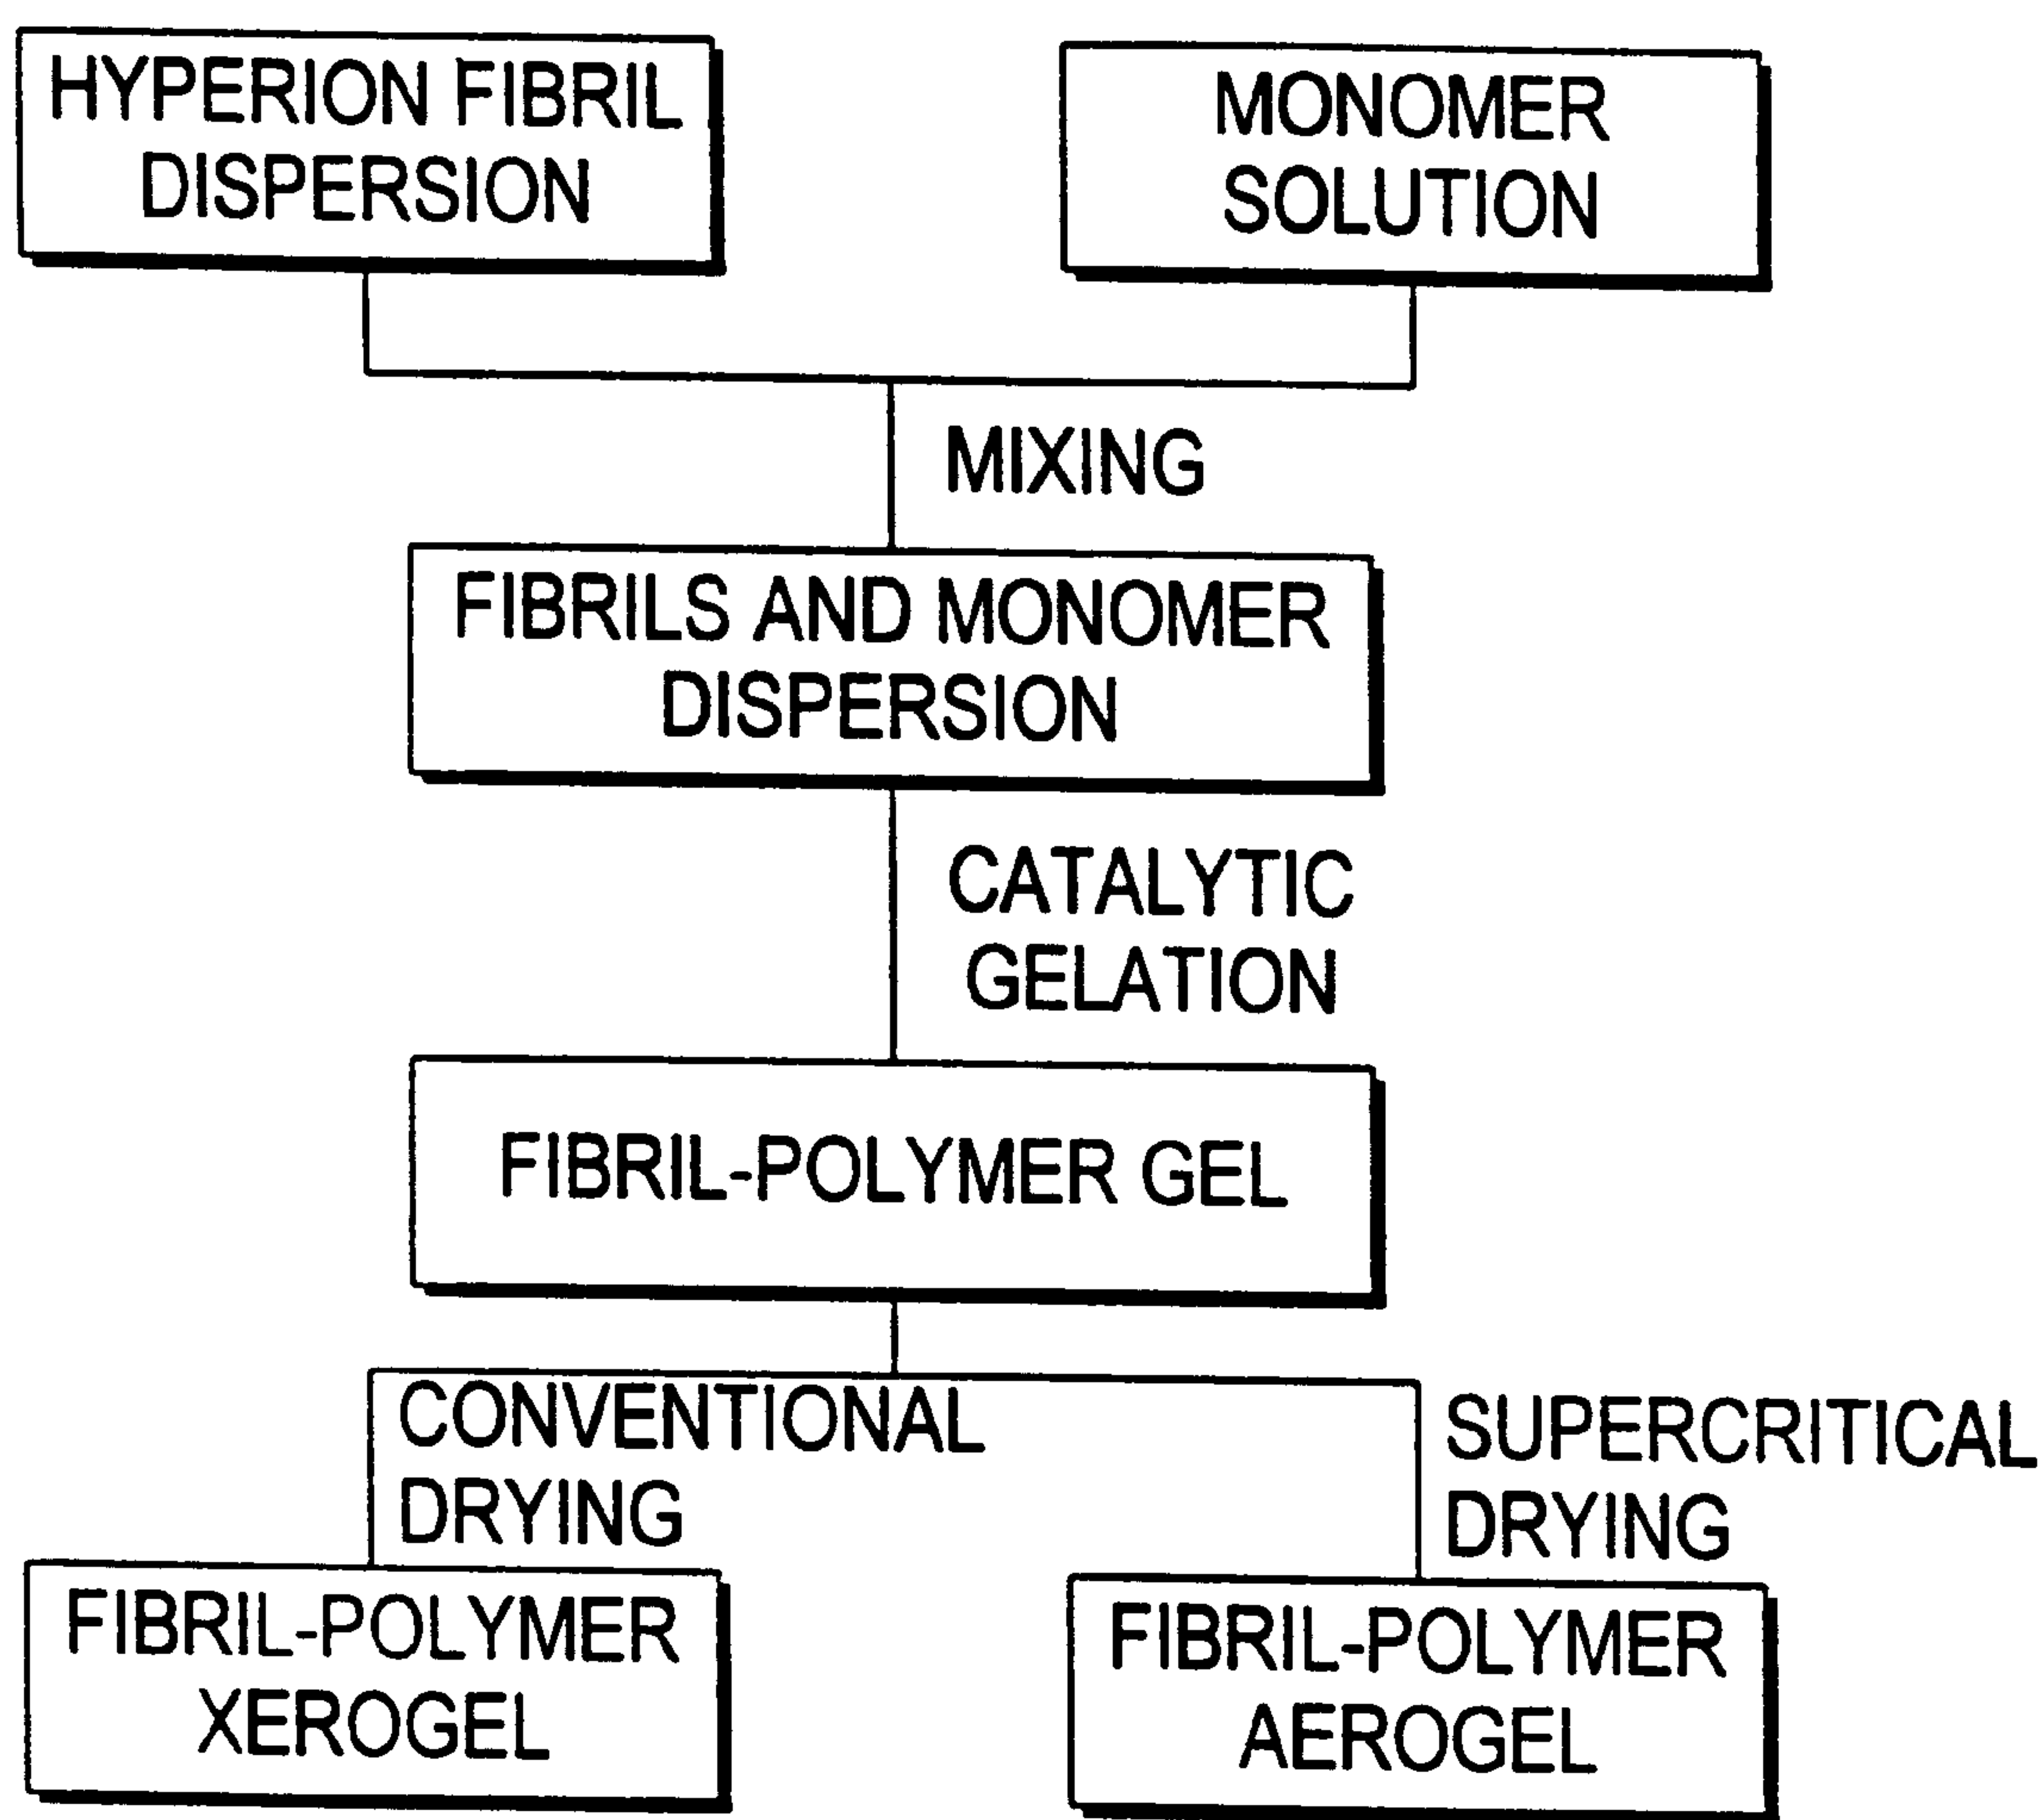 HYPERION FIBRIL
DISPERSION
MONOMER
SOLUTION
MIXING
FIBRILS AND MONOMER
DISPERSION
CATALYTIC
GELATION
FIBRIL-POLYMER GEL
CONVENTIONAL
DRYING
SUPERCRITICAL
DRYING
FIBRIL-POLYMER
XEROGEL
FIBRIL-POLYMER
AEROGEL